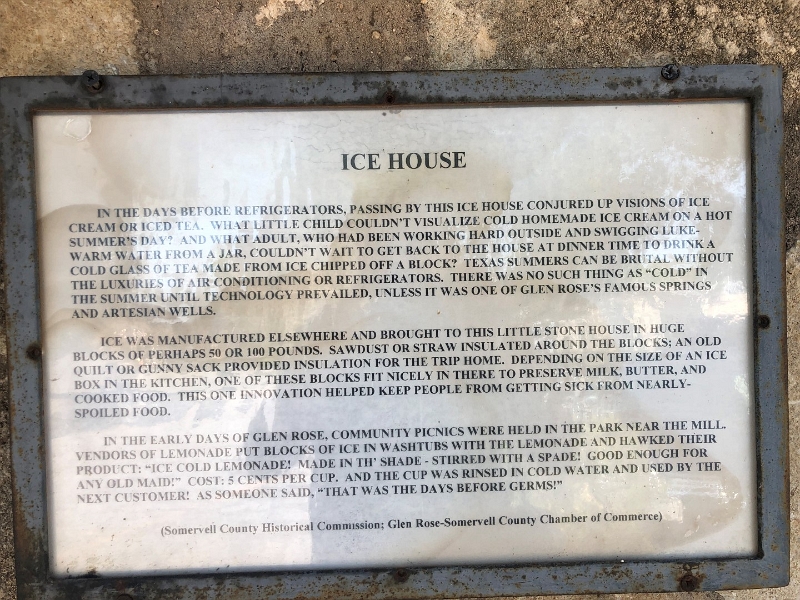 ICE HOUSE
IN THE DAYS BEFORE REFRIGERATORS, PASSING BY THIS ICE HOUSE CONJURED UP VISIONS OF ICE
CREAM OR ICED TEA. WHAT LITTLE CHILD COULDN'T VISUALIZE COLD HOMEMADE ICE CREAM ON A HOT
SUMMER'S DAY? AND WHAT ADULT, WHO HAD BEEN WORKING HARD OUTSIDE AND SWIGGING LUKE-
WARM WATER FROM A JAR, COULDN'T WAIT TO GET BACK TO THE HOUSE AT DINNER TIME TO DRINK A
COLD GLASS OF TEA MADE FROM ICE CHIPPED OFF A BLOCK? TEXAS SUMMERS CAN BE BRUTAL WITHOUT
THE LUXURIES OF AIR CONDITIONING OR REFRIGERATORS. THERE WAS NO SUCH THING AS "COLD" IN
THE SUMMER UNTIL TECHNOLOGY PREVAILED, UNLESS IT WAS ONE OF GLEN ROSE'S FAMOUS SPRINGS
AND ARTESIAN WELLS.
ICE WAS MANUFACTURED ELSEWHERE AND BROUGHT TO THIS LITTLE STONE HOUSE IN HUGE
BLOCKS OF PERHAPS 50 OR 100 POUNDS. SAWDUST OR STRAW INSULATED AROUND THE BLOCKS; AN OLD
QUILT OR GUNNY SACK PROVIDED INSULATION FOR THE TRIP HOME. DEPENDING ON THE SIZE OF AN ICE
BOX IN THE KITCHEN, ONE OF THESE BLOCKS FIT NICELY IN THERE TO PRESERVE MILK, BUTTER, AND
COOKED FOOD. THIS ONE INNOVATION HELPED KEEP PEOPLE FROM GETTING SICK FROM NEARLY-
SPOILED FOOD.
IN THE EARLY DAYS OF GLEN ROSE, COMMUNITY PICNICS WERE HELD IN THE PARK NEAR THE MILL.
VENDORS OF LEMONADE PUT BLOCKS OF ICE IN WASHTUBS WITH THE LEMONADE AND HAWKED THEIR
PRODUCT: "ICE COLD LEMONADE! MADE IN TH' SHADE - STIRRED WITH A SPADE! GOOD ENOUGH FOR
ANY OLD MAID!" COST: 5 CENTS PER CUP. AND THE CUP WAS RINSED IN COLD WATER AND USED BY THE
NEXT CUSTOMER! AS SOMEONE SAID, "THAT WAS THE DAYS BEFORE GERMS!"
(Somervell County Historical Commission; Glen Rose-Somervell County Chamber of Commerce)